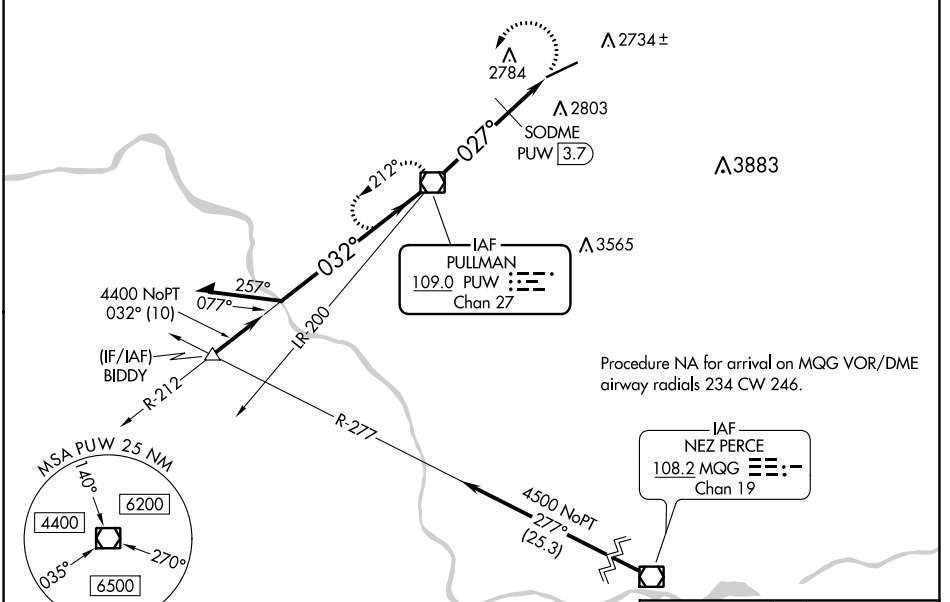 2734 ±
2784
2803
SODME
PUW 3.7
027°
3883
212°
032°
IAF
PULLMAN
109.0 PUW
Chan 27
3565
257°
077°
4400 NoPT
032° (10)
(IF/IAF)
BIDDY
LR-200
R-212
R-277
Procedure NA for arrival on MQG VOR/DME
airway radials 234 CW 246.
IAF
NEZ PERCE
108.2 MQG
Chan 19
4500 NoPT
277°
(25.3)
MSA PUW 25 NM
140°
6200
4400
035°
270°
6500